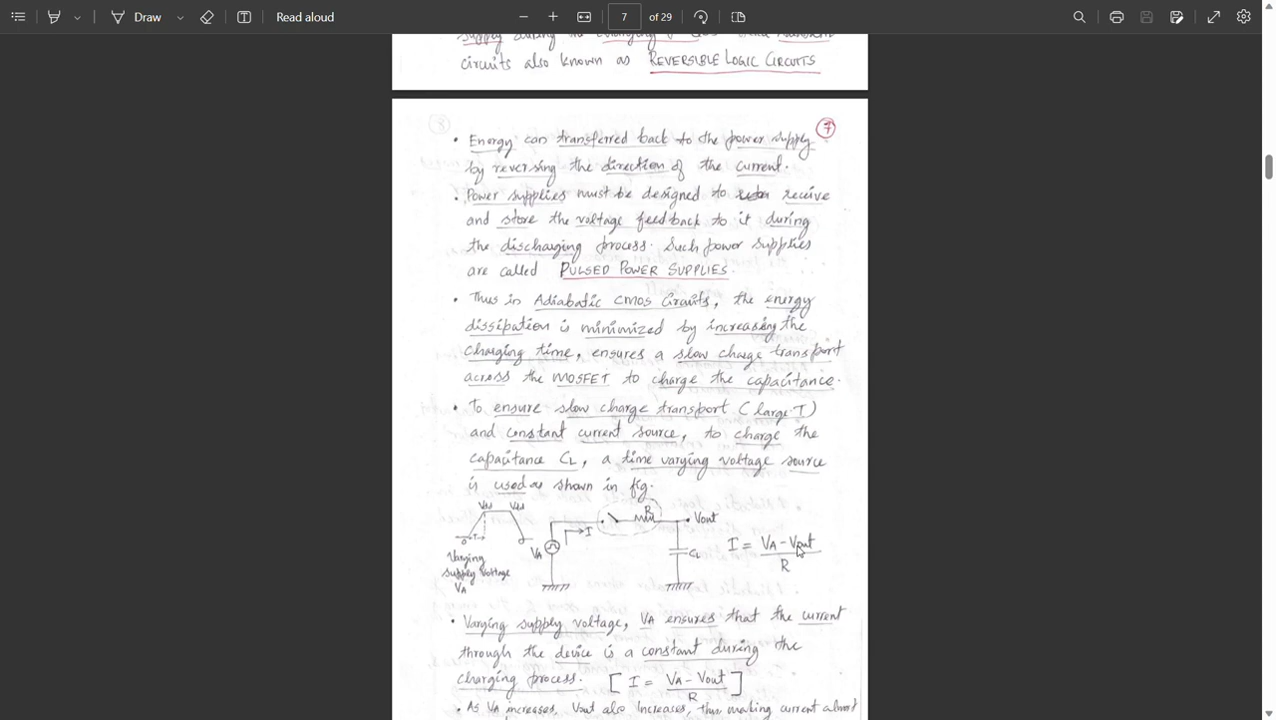 Draw
Read aloud
7
of 29
supply during the
circuits also known as REVERSIBLE LOGIC CIRCUITS
7
• Energy can transferred back to the power supply
by reversing the direction of the current.
• Power supplies must be designed to receive
and store the voltage feedback to it during
the discharging process. Such power supplies
are called PULSED POWER SUPPLIES.
• Thus in Adiabatic CMOS Circuits, the energy
dissipation is minimized by increasing the
charging time, ensures a slow charge transport
across the MOSFET to charge the capacitance.
• To ensure slow charge transport (large T)
and constant current source, to charge the
capacitance CL, a time varying voltage source
is used as shown in fig.
R
Vout
I
VA
CL
I = VA - Vout
R
Varying
supply voltage
VA
• Varying supply voltage, VA ensures that the current
through the device is a constant during the
charging process. [ I = VA - Vout ]
R
• As VA increases, Vout also increases, thus making current almost